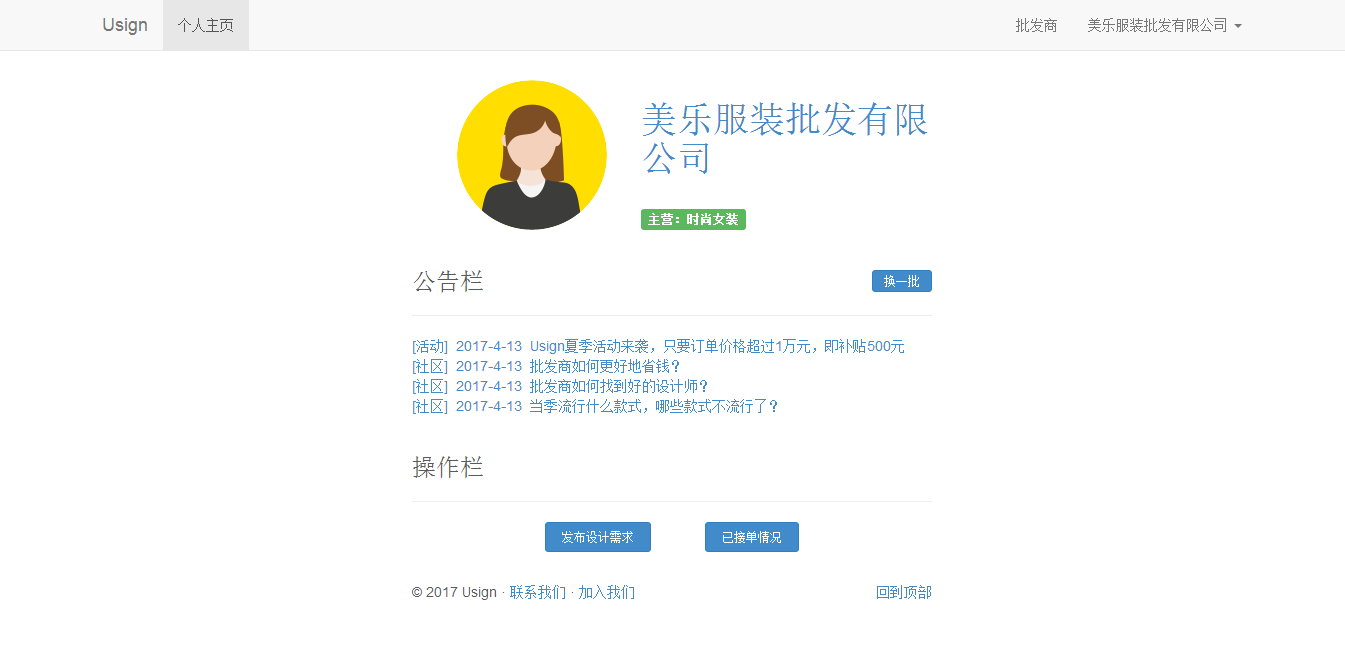 Usign 个人主页 批发商 美乐服装批发有限公司
美乐服装批发有限
公司
主营：时尚女装
公告栏 换一批
[活动] 2017-4-13 Usign夏季活动来袭，只要订单价格超过1万元，即补贴500元
[社区] 2017-4-13 批发商如何更好地省钱？
[社区] 2017-4-13 批发商如何找到好的设计师？
[社区] 2017-4-13 当季流行什么款式，哪些款式不流行了？
操作栏
发布设计需求 已接单情况
© 2017 Usign · 联系我们 · 加入我们 回到顶部